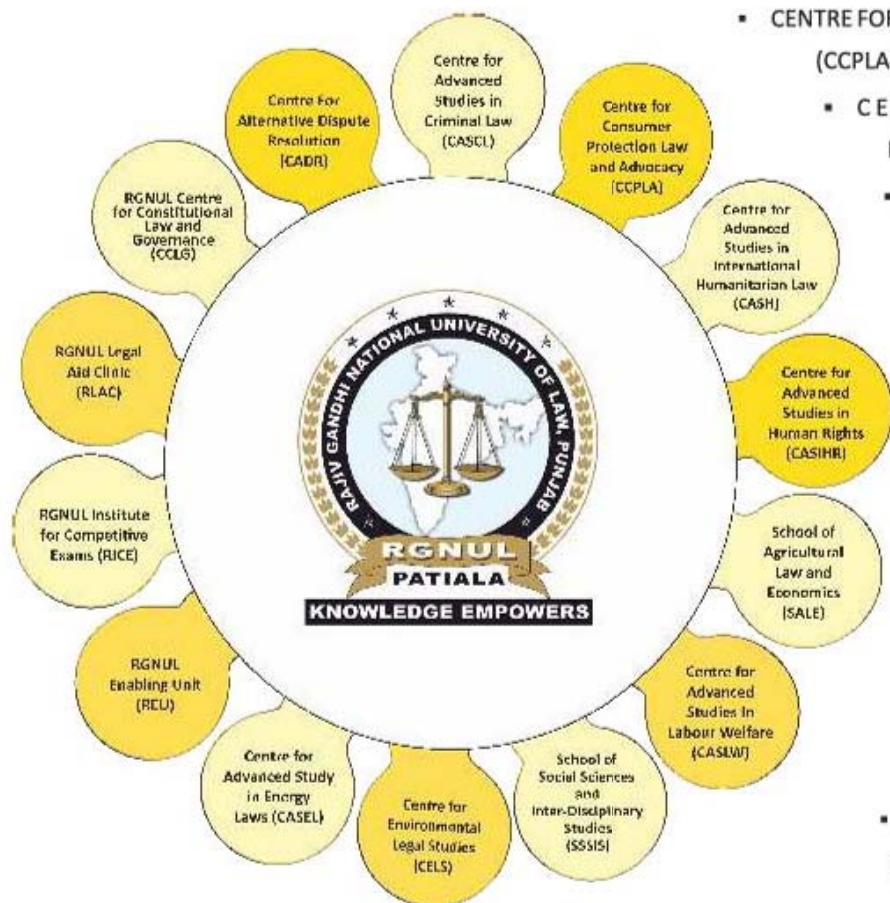 ▪ CENTRE FOR
(CCPLA
▪ C E
▪
Centre for
Advanced
Studies in
Criminal Law
(CASCL)
Centre for
Consumer
Protection Law
and Advocacy
(CCPLA)
Centre for
Advanced
Studies in
International
Humanitarian Law
(CASH)
Centre for
Advanced
Studies in
Human Rights
(CASIHR)
School of
Agricultural
Law and
Economics
(SALE)
Centre for
Advanced
Studies in
Labour Welfare
(CASLW)
School of
Social Sciences
and
Inter-Disciplinary
Studies
(SSSIS)
Centre for
Environmental
Legal Studies
(CELS)
Centre for
Advanced Study
in Energy
Laws (CASEL)
RGNUL
Enabling Unit
(REU)
RGNUL Institute
for Competitive
Exams (RICE)
RGNUL Legal
Aid Clinic
(RLAC)
RGNUL Centre
for Constitutional
Law and
Governance
(CCLG)
Centre For
Alternative Dispute
Resolution
(CADR)
RAJIV GANDHI NATIONAL UNIVERSITY OF LAW, PUNJAB
RGNUL
PATIALA
KNOWLEDGE EMPOWERS
▪